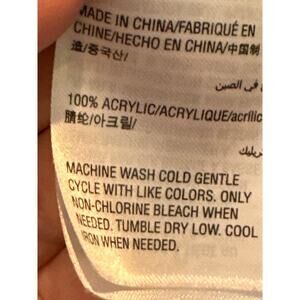 MADE IN CHINA/FABRIQUÉ EN
CHINE/HECHO EN CHINA/中国制
造/중국산/
في الصين
100% ACRYLIC/ACRYLIQUE/acrílic
腈纶/아크릴/
MACHINE WASH COLD GENTLE
CYCLE WITH LIKE COLORS. ONLY
NON-CHLORINE BLEACH WHEN
NEEDED. TUMBLE DRY LOW. COOL
IRON WHEN NEEDED.